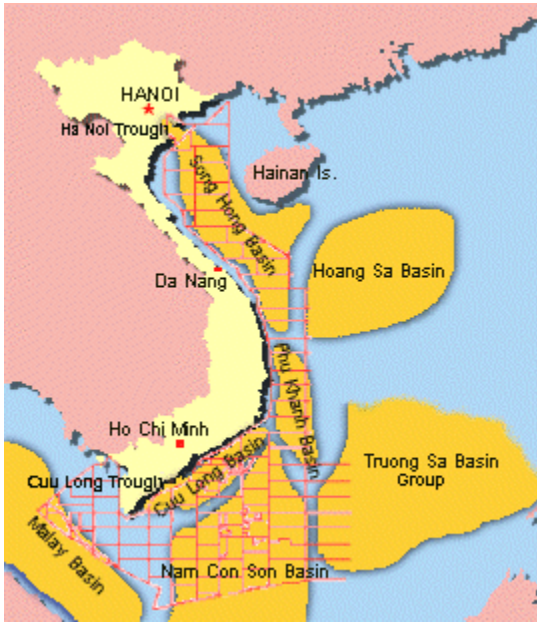 HANOI
Ha Noi Trough
Song Hong Basin
Hainan Is.
Hoang Sa Basin
Da Nang
Phu Khanh Basin
Ho Chi Minh
Truong Sa Basin
Group
Cuu Long Trough
Cuu Long Basin
Malay Basin
Nam Con Son Basin